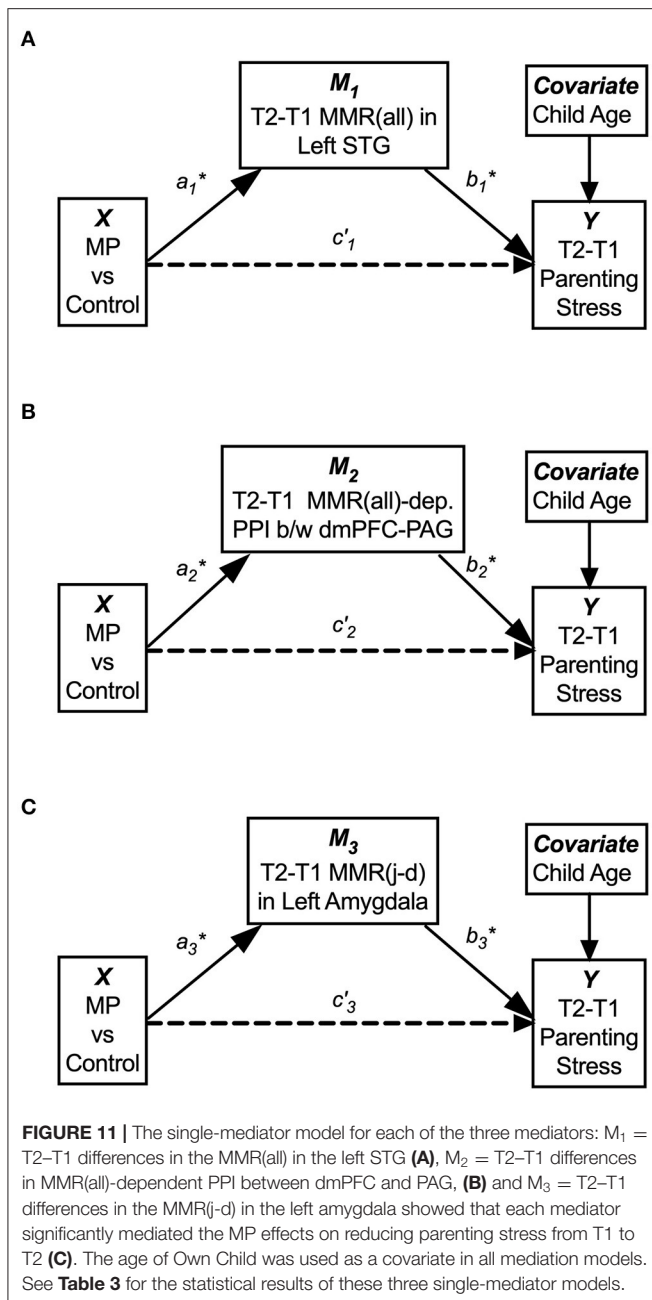 A
M₁
T2-T1 MMR(all) in
Left STG
Covariate
Child Age
a₁*
b₁*
X
MP
vs
Control
c'₁
Y
T2-T1
Parenting
Stress
B
M₂
T2-T1 MMR(all)-dep.
PPI b/w dmPFC-PAG
Covariate
Child Age
a₂*
b₂*
X
MP
vs
Control
c'₂
Y
T2-T1
Parenting
Stress
C
M₃
T2-T1 MMR(j-d)
in Left Amygdala
Covariate
Child Age
a₃*
b₃*
X
MP
vs
Control
c'₃
Y
T2-T1
Parenting
Stress
FIGURE 11 | The single-mediator model for each of the three mediators: M₁ =
T2–T1 differences in the MMR(all) in the left STG (A), M₂ = T2–T1 differences
in MMR(all)-dependent PPI between dmPFC and PAG, (B) and M₃ = T2–T1
differences in the MMR(j-d) in the left amygdala showed that each mediator
significantly mediated the MP effects on reducing parenting stress from T1 to
T2 (C). The age of Own Child was used as a covariate in all mediation models.
See Table 3 for the statistical results of these three single-mediator models.